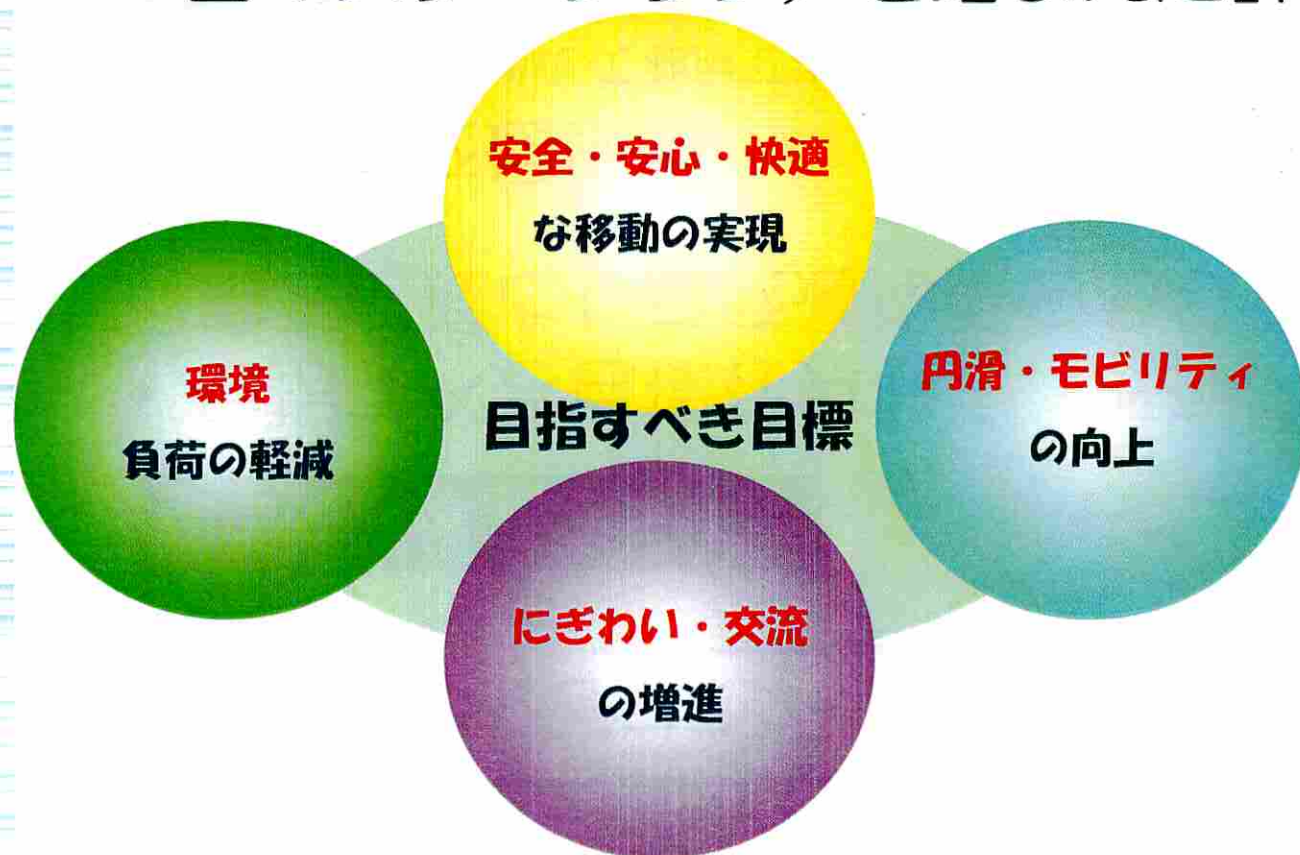 安全・安心・快適
な移動の実現
環境
負荷の軽減
円滑・モビリティ
の向上
目指すべき目標
にぎわい・交流
の増進